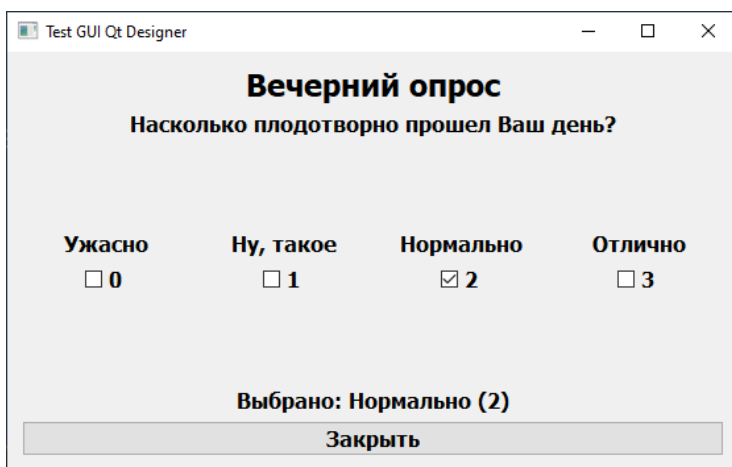 Test GUI Qt Designer
Вечерний опрос
Насколько плодотворно прошел Ваш день?
Ужасно Ну, такое Нормально Отлично
0 1 2 3
Выбрано: Нормально (2)
Закрыть